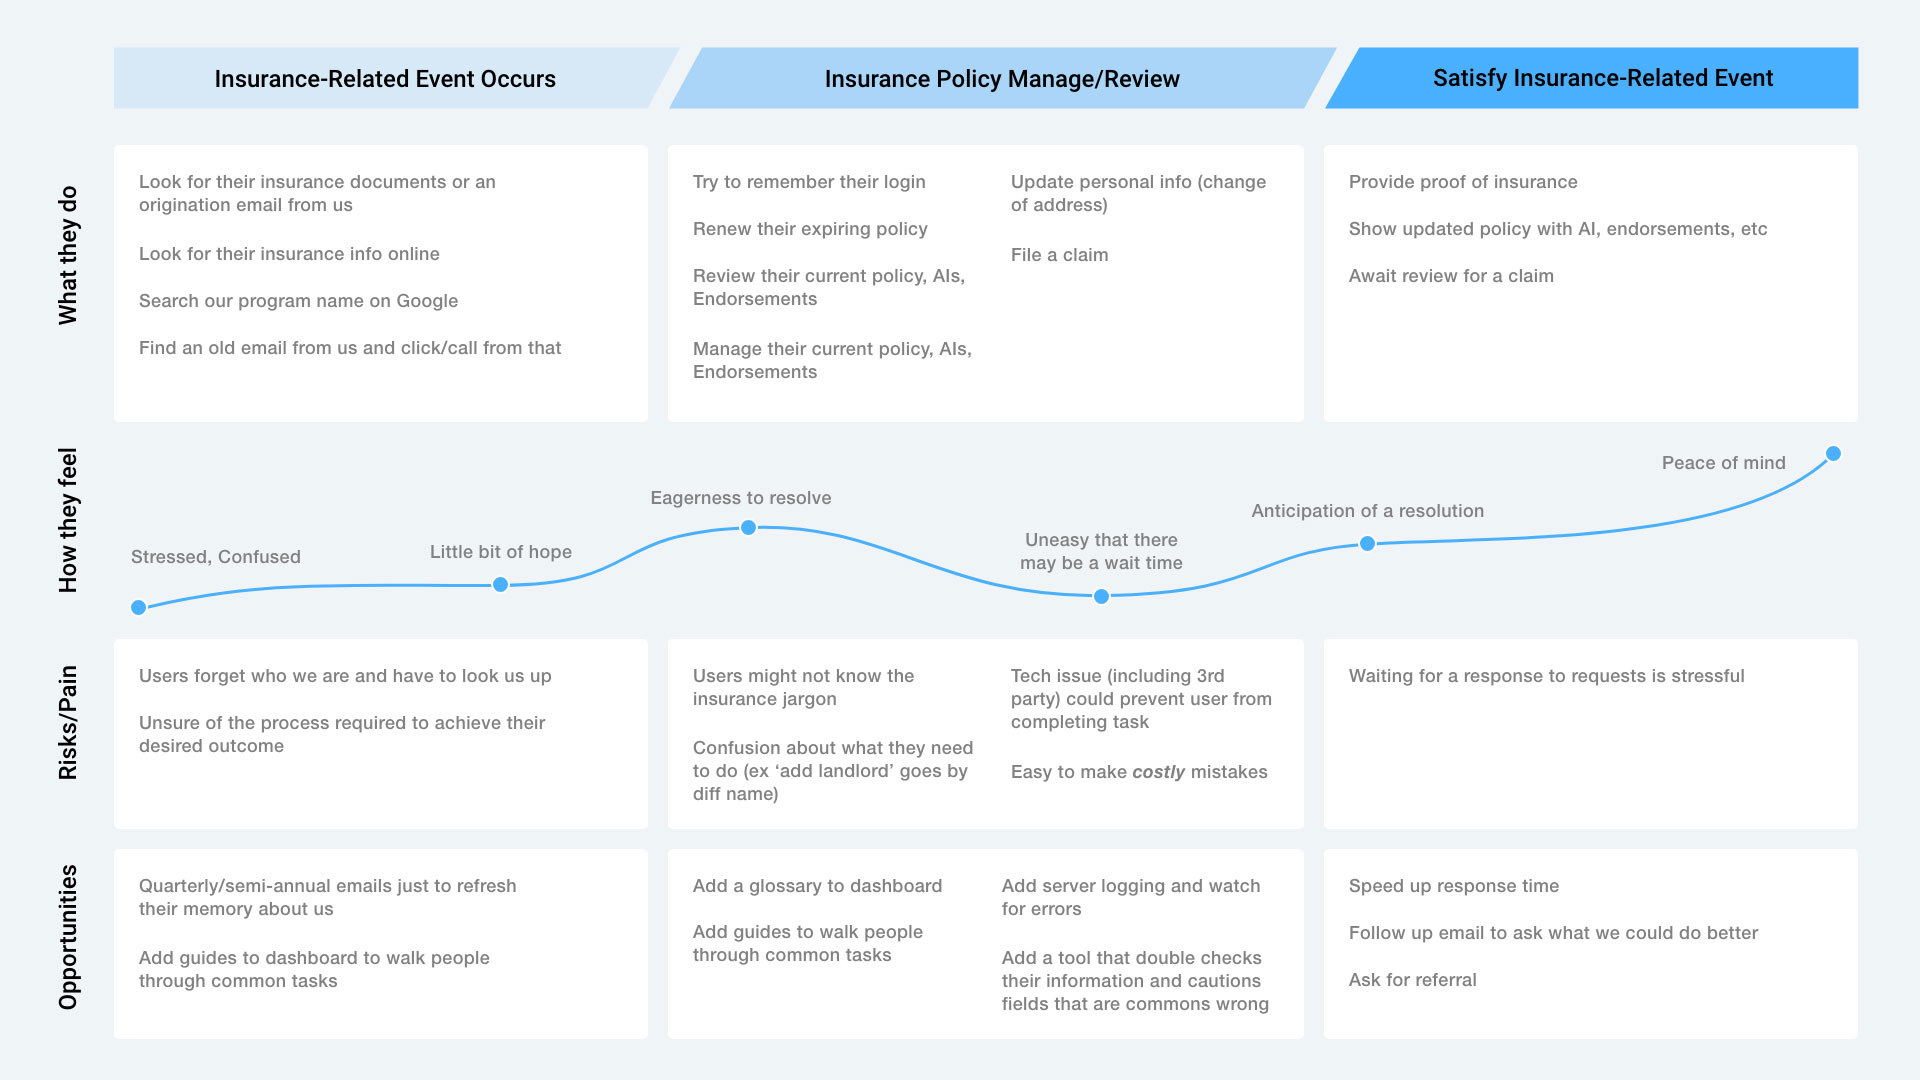 Insurance-Related Event Occurs
Insurance Policy Manage/Review
Satisfy Insurance-Related Event
What they do
Look for their insurance documents or an
origination email from us
Look for their insurance info online
Search our program name on Google
Find an old email from us and click/call from that
Try to remember their login
Renew their expiring policy
Review their current policy, AIs,
Endorsements
Manage their current policy, AIs,
Endorsements
Update personal info (change
of address)
File a claim
Provide proof of insurance
Show updated policy with AI, endorsements, etc
Await review for a claim
How they feel
Stressed, Confused
Little bit of hope
Eagerness to resolve
Uneasy that there
may be a wait time
Anticipation of a resolution
Peace of mind
Risks/Pain
Users forget who we are and have to look us up
Unsure of the process required to achieve their
desired outcome
Users might not know the
insurance jargon
Confusion about what they need
to do (ex ‘add landlord’ goes by
diff name)
Tech issue (including 3rd
party) could prevent user from
completing task
Easy to make costly mistakes
Waiting for a response to requests is stressful
Opportunities
Quarterly/semi-annual emails just to refresh
their memory about us
Add guides to dashboard to walk people
through common tasks
Add a glossary to dashboard
Add guides to walk people
through common tasks
Add server logging and watch
for errors
Add a tool that double checks
their information and cautions
fields that are commons wrong
Speed up response time
Follow up email to ask what we could do better
Ask for referral